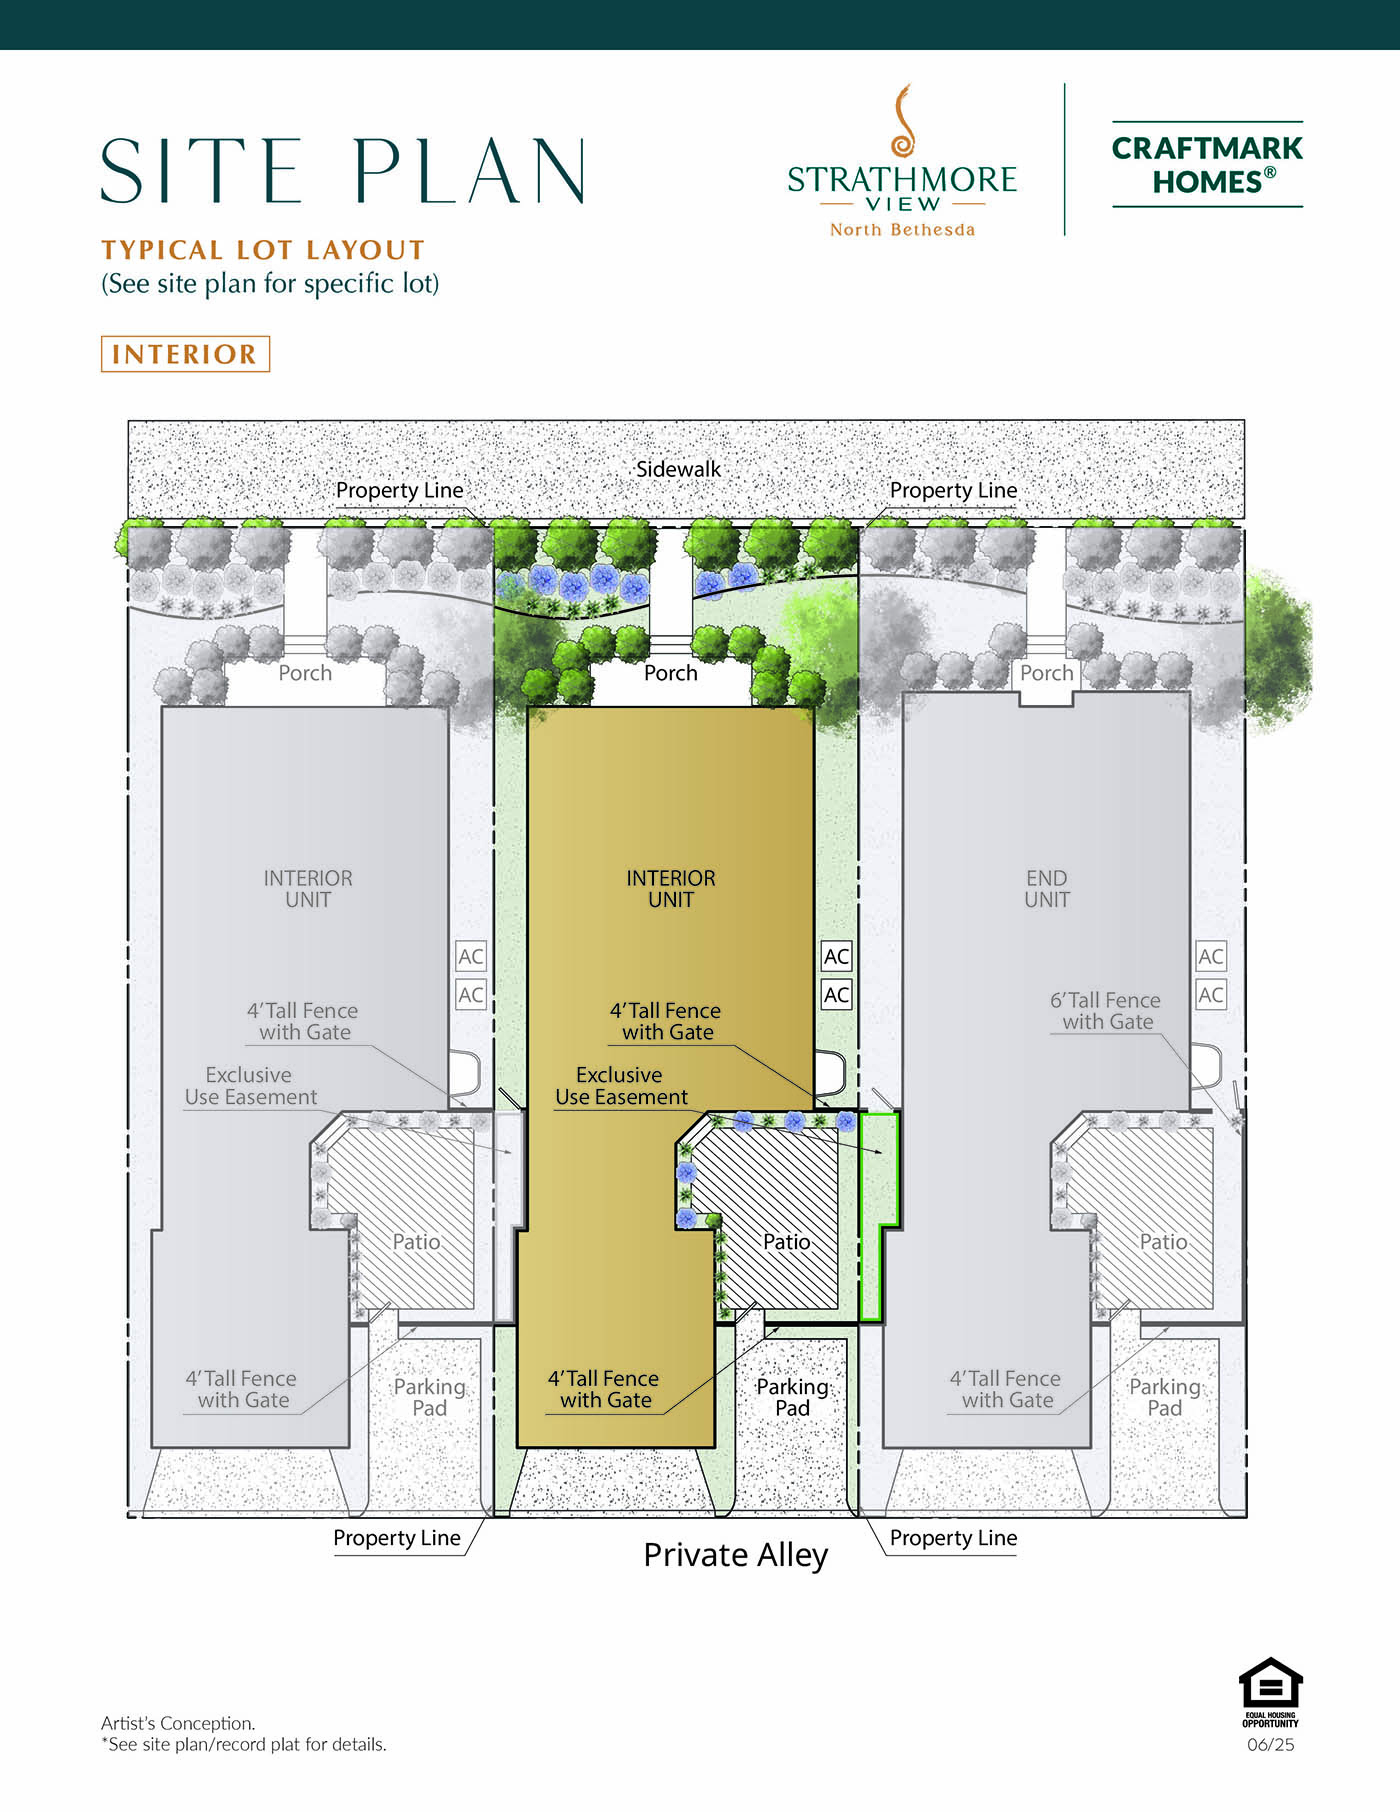 SITE PLAN
TYPICAL LOT LAYOUT
(See site plan for specific lot)
INTERIOR
STRATHMORE
VIEW
North Bethesda
CRAFTMARK
HOMES®
Sidewalk
Property Line
Property Line
Porch
Porch
Porch
INTERIOR
UNIT
INTERIOR
UNIT
END
UNIT
AC
AC
AC
AC
AC
AC
4' Tall Fence
with Gate
4' Tall Fence
with Gate
6' Tall Fence
with Gate
Exclusive
Use Easement
Exclusive
Use Easement
Patio
Patio
Patio
4' Tall Fence
with Gate
Parking
Pad
4' Tall Fence
with Gate
Parking
Pad
4' Tall Fence
with Gate
Parking
Pad
Property Line
Property Line
Private Alley
Artist's Conception.
*See site plan/record plat for details.
EQUAL HOUSING
OPPORTUNITY
06/25